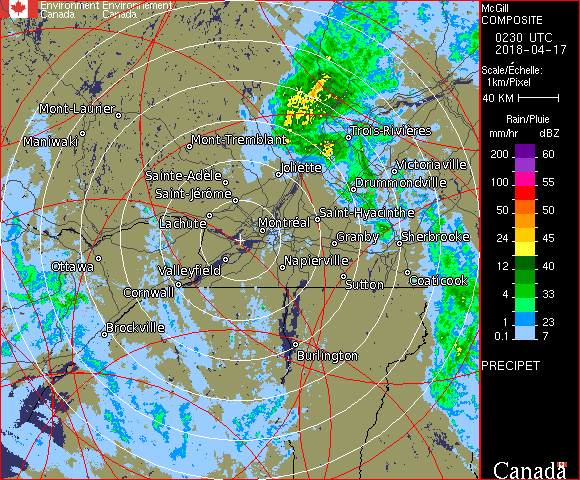 Environment Environnement
Canada Canada
McGill
COMPOSITE
0230 UTC
2018-04-17
Scale/Échelle:
1km/Pixel
40 KM
Rain/Pluie
mm/hr dBZ
200 60
100 55
50 50
24 45
12 40
4 33
1 23
0.1 7
PRECIPET
Canada
Mont-Laurier
Maniwaki
Mont-Tremblant
Trois-Rivières
Joliette
Victoriaville
Sainte-Adèle
Drummondville
Saint-Jérôme
Lachute
Saint-Hyacinthe
Montréal
Granby
Sherbrooke
Ottawa
Valleyfield
Napierville
Cornwall
Sutton
Coaticook
Brockville
Burlington